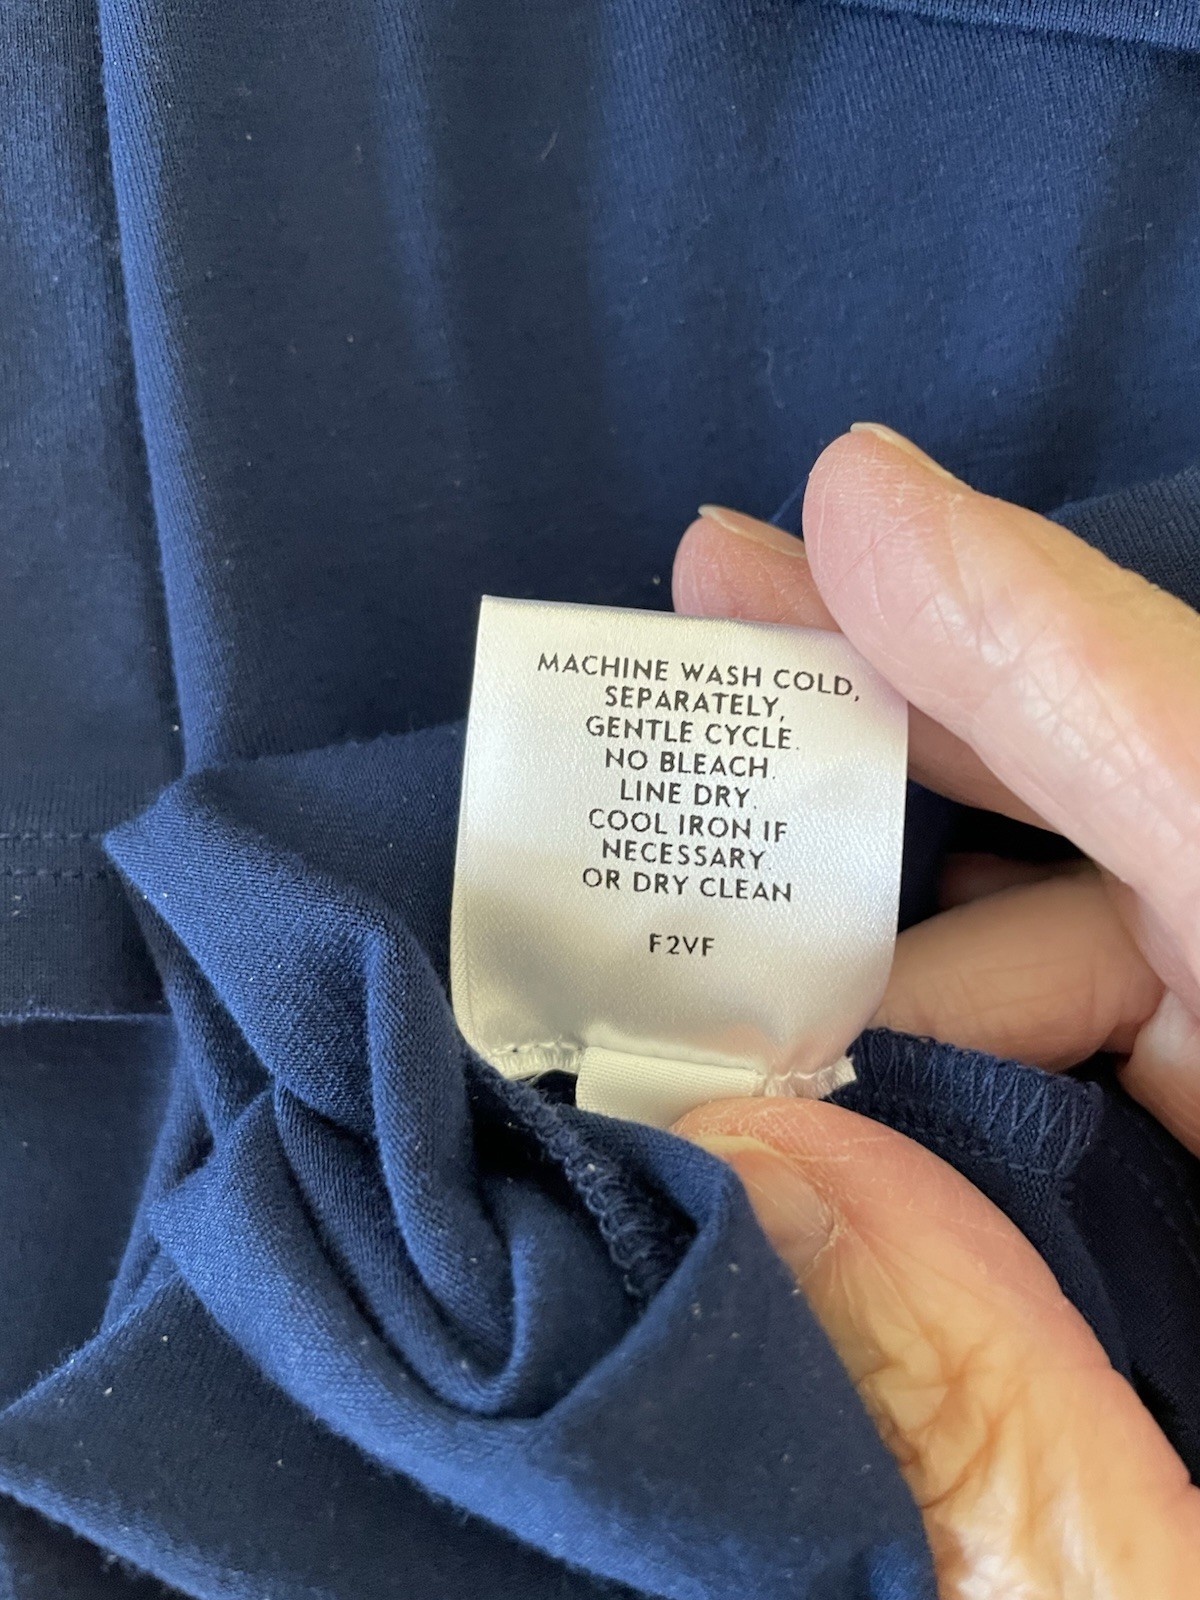 MACHINE WASH COLD,
SEPARATELY,
GENTLE CYCLE.
NO BLEACH.
LINE DRY.
COOL IRON IF
NECESSARY.
OR DRY CLEAN
F2VF